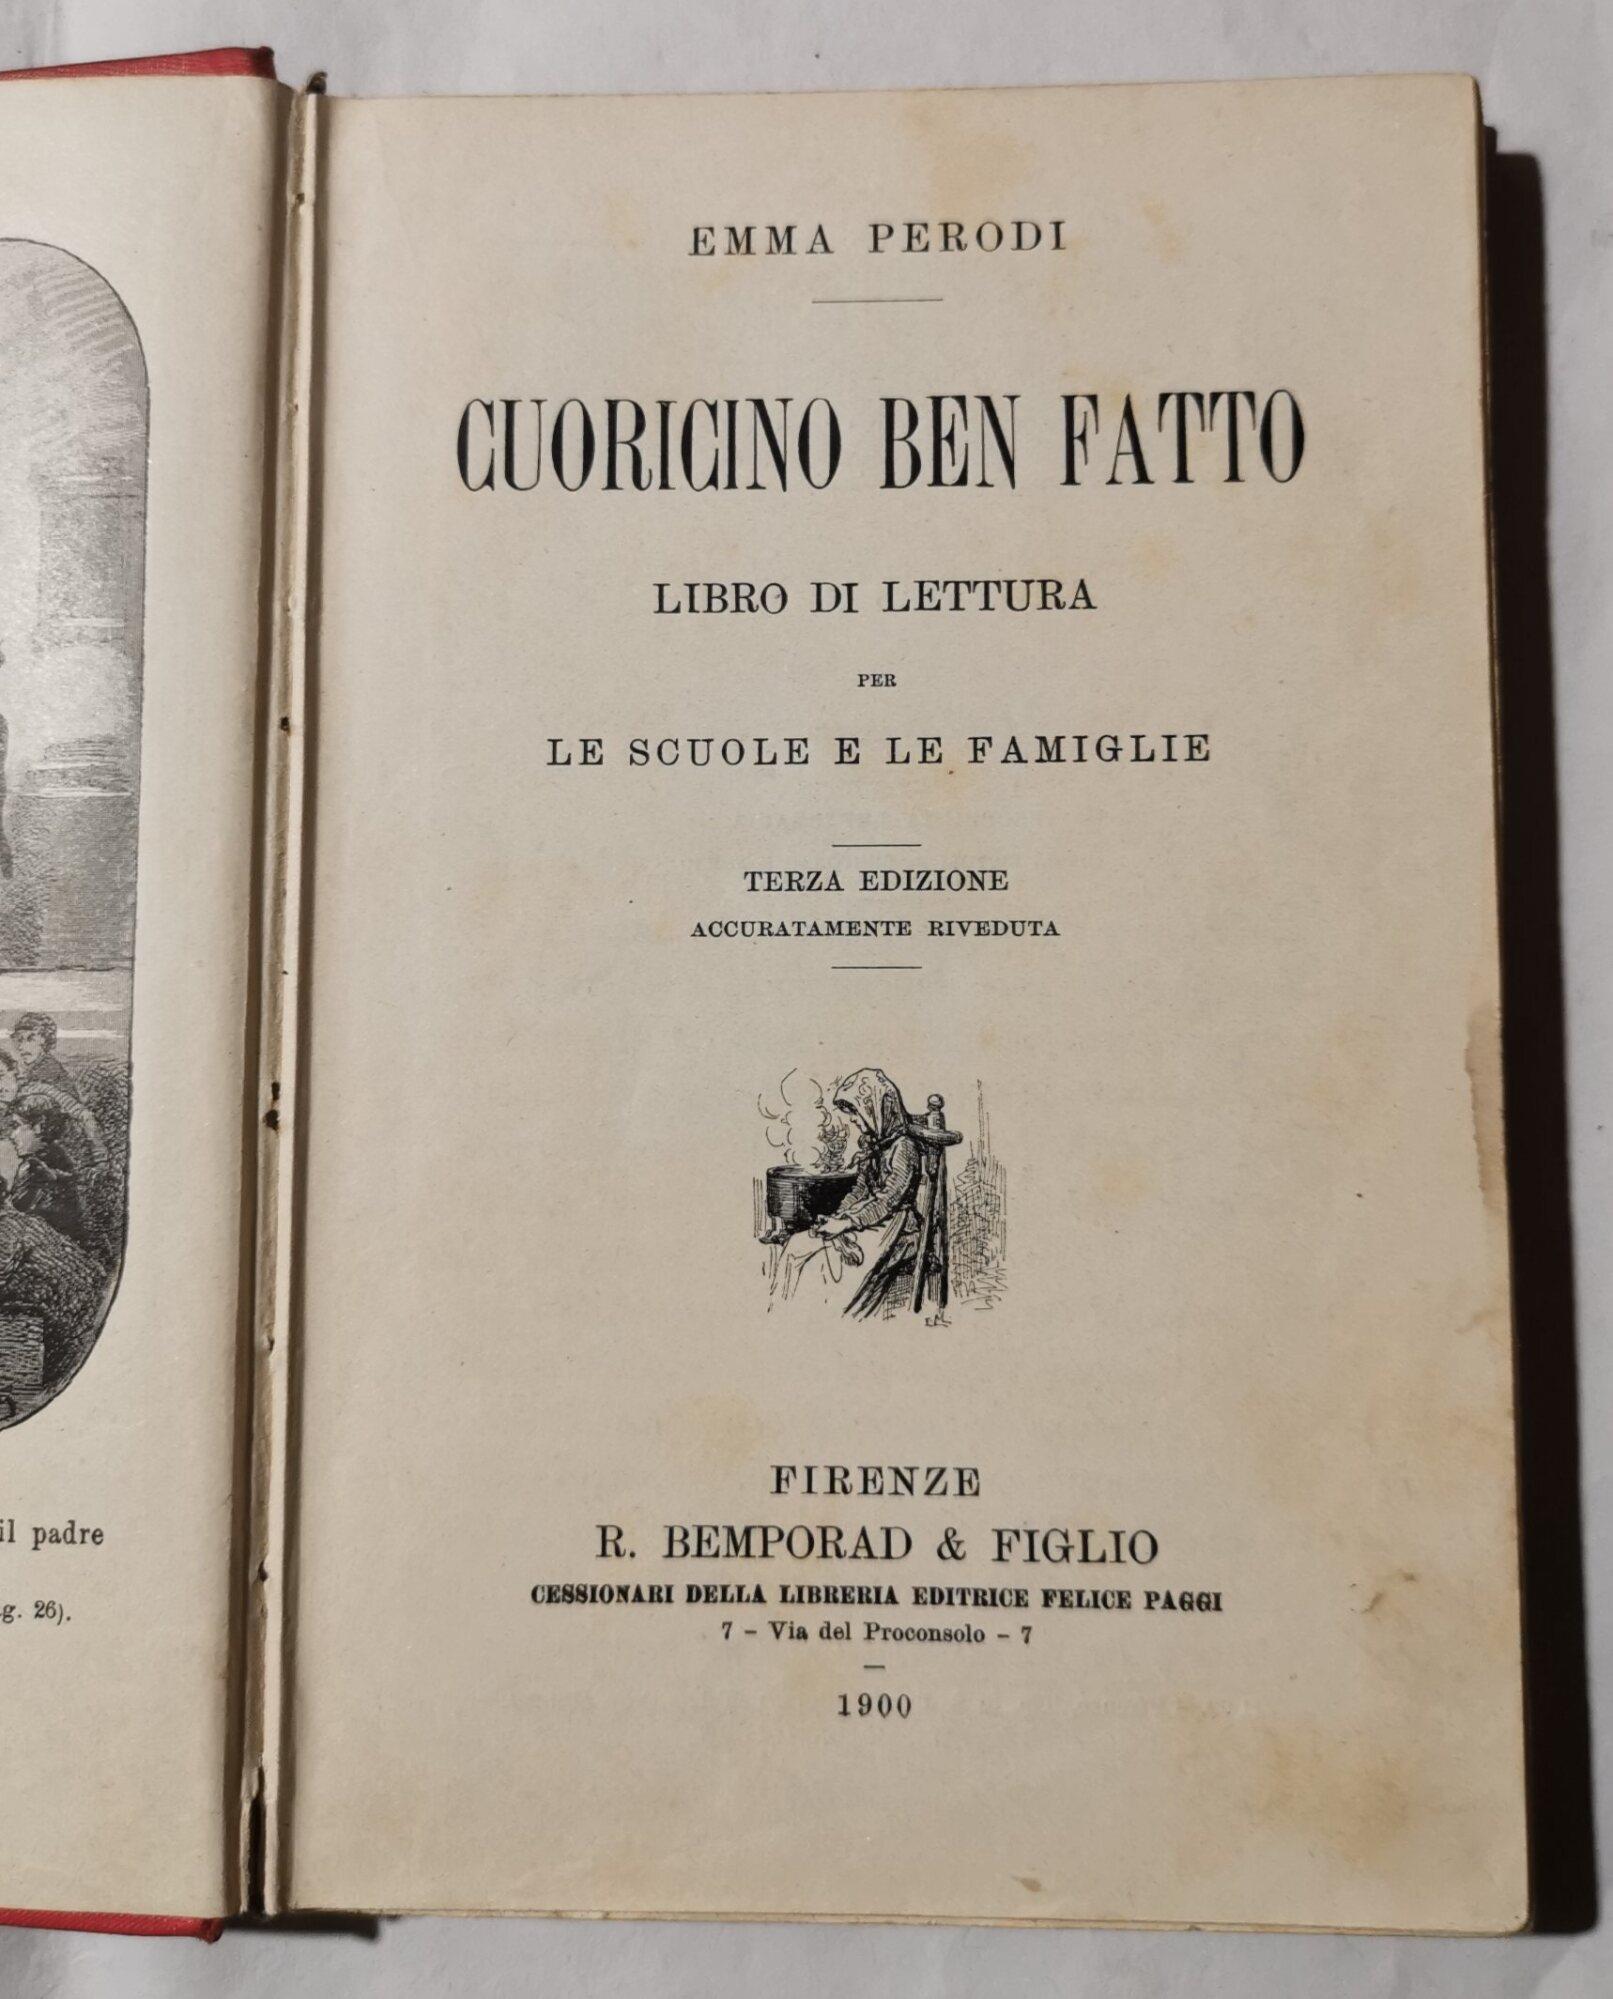 il padre
g. 26).
EMMA PERODI
CUORICINO BEN FATTO
LIBRO DI LETTURA
PER
LE SCUOLE E LE FAMIGLIE
TERZA EDIZIONE
ACCURATAMENTE RIVEDUTA
FIRENZE
R. BEMPORAD & FIGLIO
CESSIONARI DELLA LIBRERIA EDITRICE FELICE PAGGI
7 – Via del Proconsolo – 7
1900